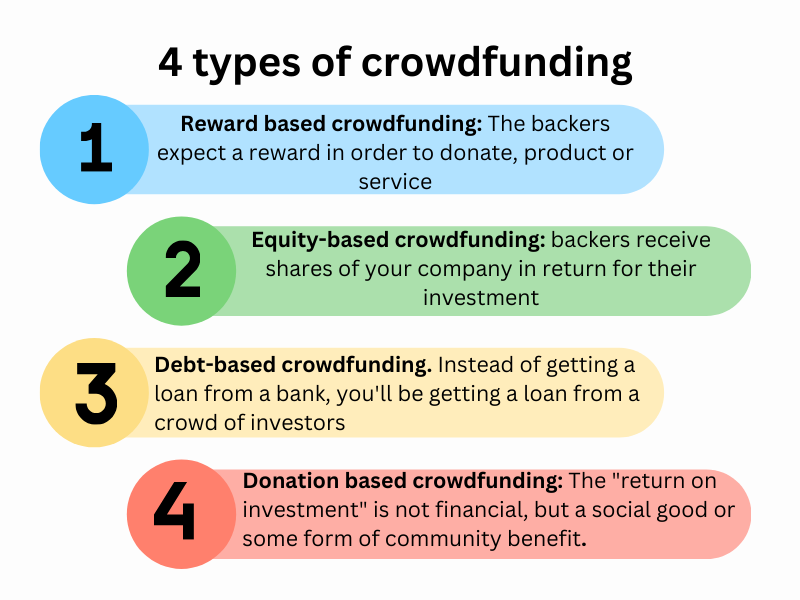 4 types of crowdfunding
1
Reward based crowdfunding: The backers
expect a reward in order to donate, product or
service
2
Equity-based crowdfunding: backers receive
shares of your company in return for their
investment
3
Debt-based crowdfunding. Instead of getting a
loan from a bank, you'll be getting a loan from a
crowd of investors
4
Donation based crowdfunding: The "return on
investment" is not financial, but a social good or
some form of community benefit.